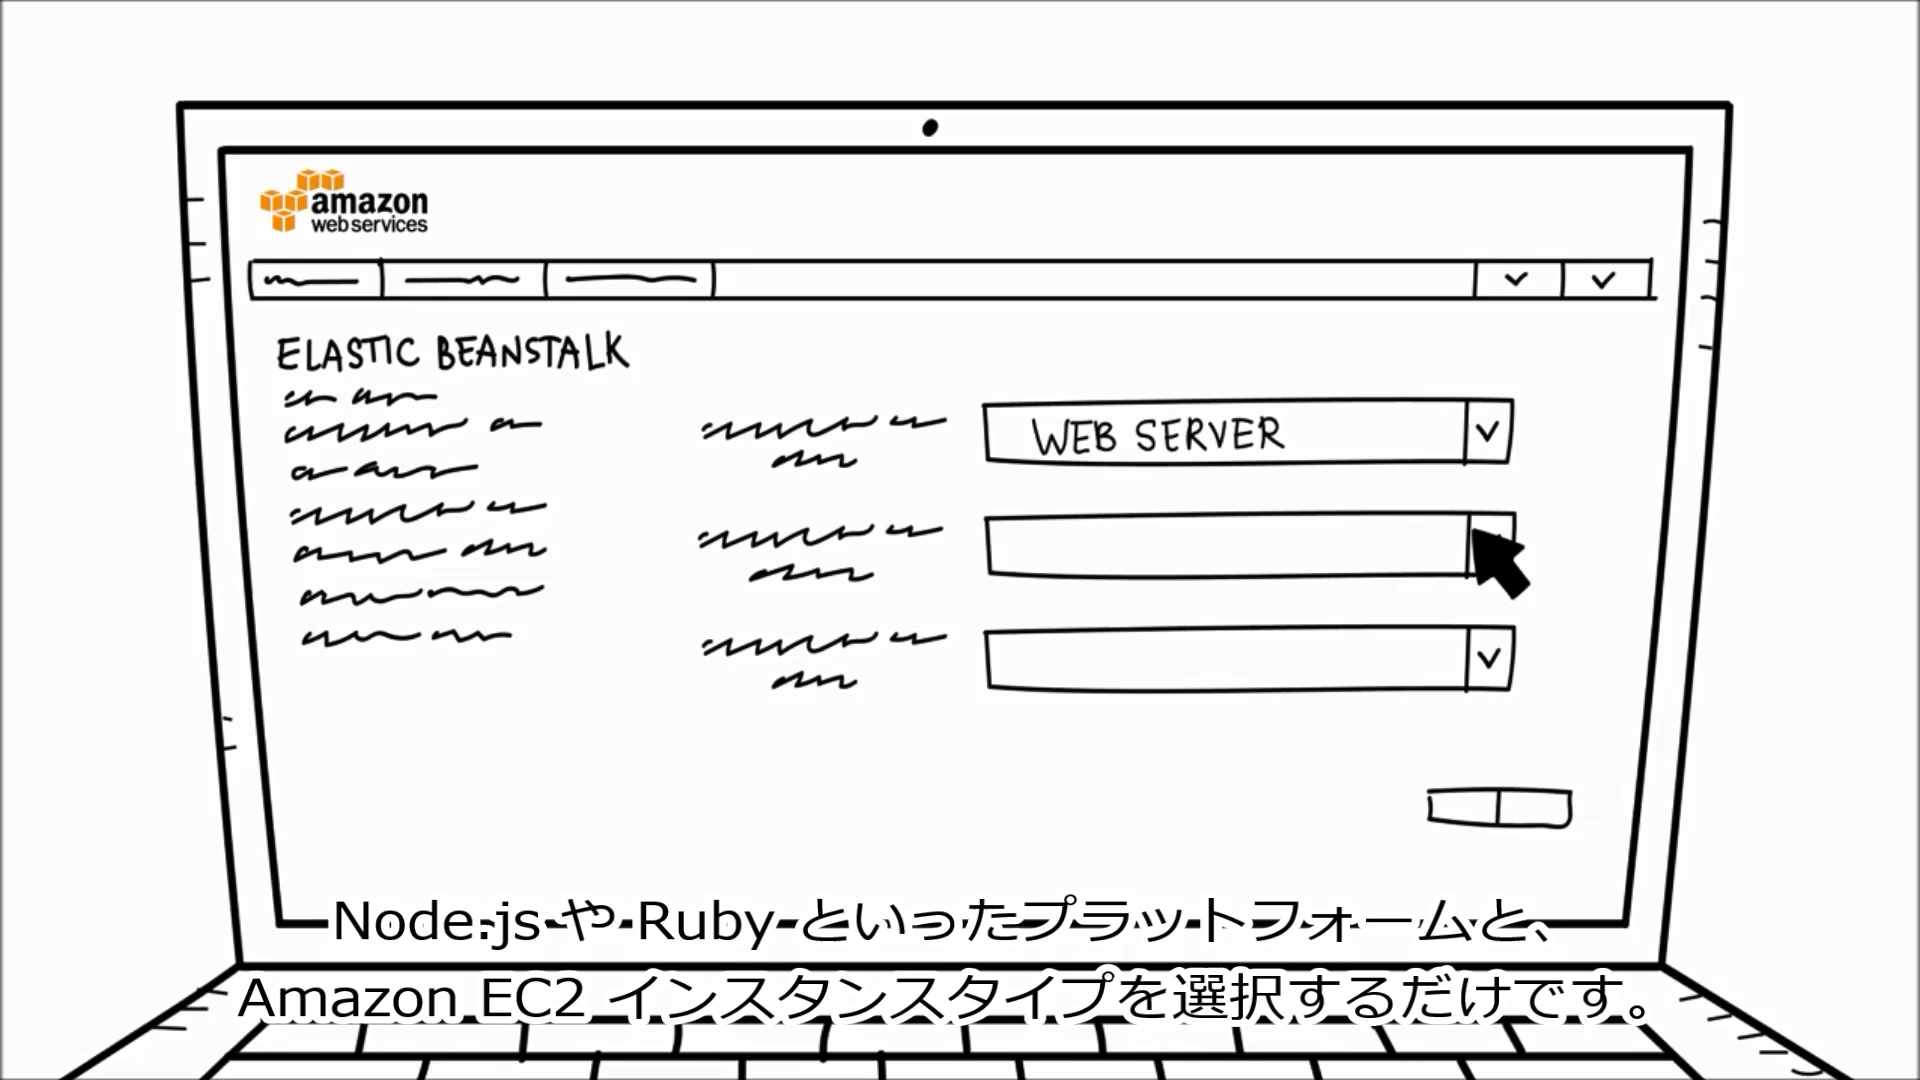 amazon
web services
ELASTIC BEANSTALK
WEB SERVER
Node.js や Ruby といったプラットフォームと、
Amazon EC2 インスタンスタイプを選択するだけです。